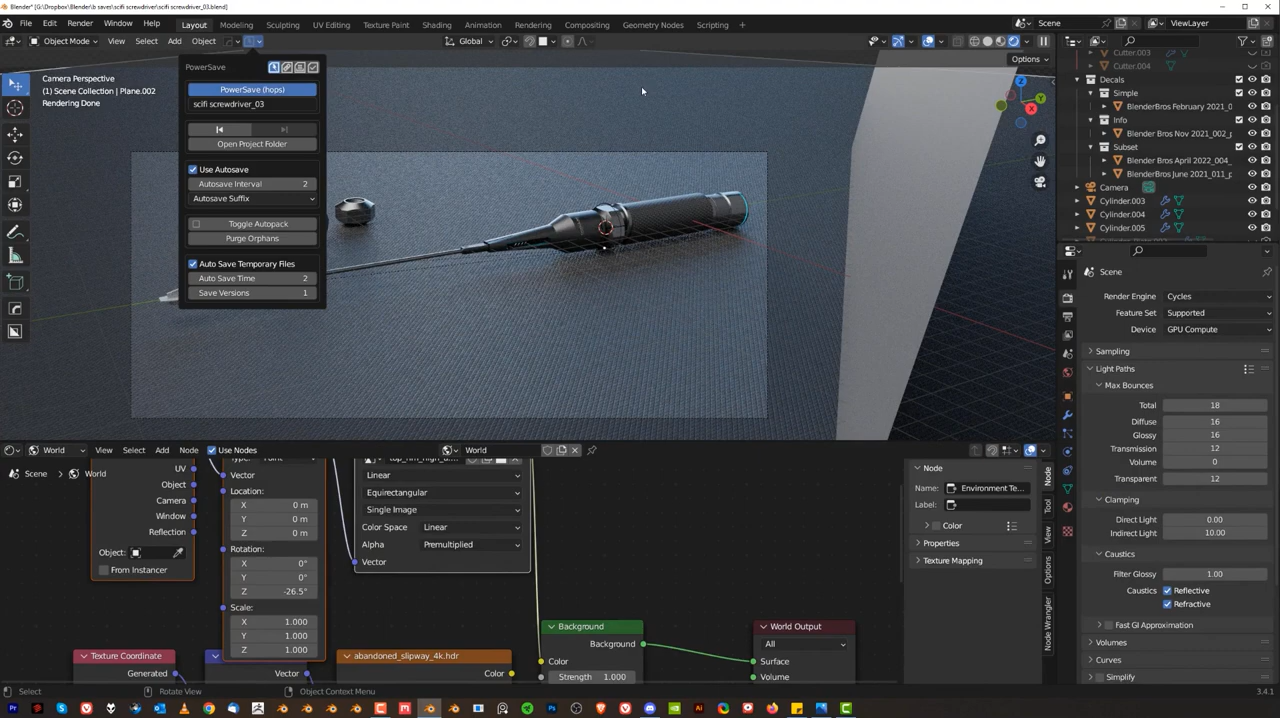 Blender* [G:\Dropbox\Blender\b saves\scifi screwdriver\scifi screwdriver_03.blend]
File Edit Render Window Help Layout Modeling Sculpting UV Editing Texture Paint Shading Animation Rendering Compositing Geometry Nodes Scripting Scene ViewLayer
Object Mode View Select Add Object Global
Options
Camera Perspective
(1) Scene Collection | Plane.002
Rendering Done
PowerSave
PowerSave (hops)
scifi screwdriver_03
Open Project Folder
Use Autosave
Autosave Interval 2
Autosave Suffix
Toggle Autopack
Purge Orphans
Auto Save Temporary Files
Auto Save Time 2
Save Versions 1
Z
Y
X
Cutter.003
Cutter.004
Decals
Simple
BlenderBros February 2021_0
Info
Blender Bros Nov 2021_002_p
Subset
Blender Bros April 2022_004_
Blender Bros June 2021_011_p
Camera
Cylinder.003
Cylinder.004
Cylinder.005
Scene
Render Engine Cycles
Feature Set Supported
Device GPU Compute
Sampling
Light Paths
Max Bounces
Total 18
Diffuse 16
Glossy 16
Transmission 12
Volume 0
Transparent 12
Clamping
Direct Light 0.00
Indirect Light 10.00
Caustics
Filter Glossy 1.00
Caustics Reflective
Refractive
Fast GI Approximation
Volumes
Curves
Simplify
World View Select Add Node Use Nodes World
Scene World
UV
Object
Camera
Window
Reflection
Object:
From Instancer
Vector
Location:
X 0 m
Y 0 m
Z 0 m
Rotation:
X 0°
Y 0°
Z -26.5°
Scale:
X 1.000
Y 1.000
Z 1.000
Linear
Equirectangular
Single Image
Color Space Linear
Alpha Premultiplied
Vector
Background
Background
Color
Strength 1.000
World Output
All
Surface
Volume
Texture Coordinate
Generated
Vector
abandoned_slipway_4k.hdr
Color
Node
Name: Environment Te...
Label:
Color
Properties
Texture Mapping
Node
Tool
View
Options
Node Wrangler
Select Rotate View Object Context Menu 3.4.1